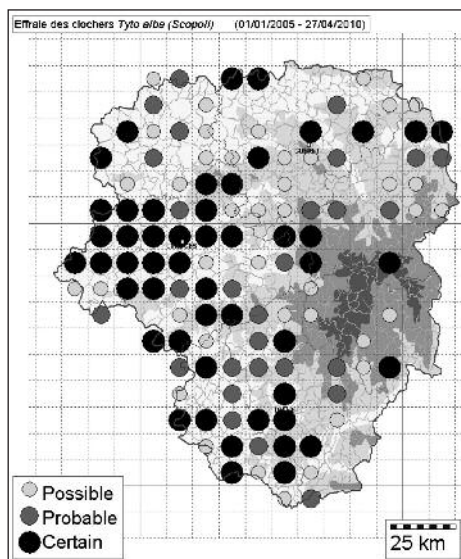 Effraie des clochers Tyto alba (Scopoli) (01/01/2005 - 27/04/2010)
Possible
Probable
Certain
25 km